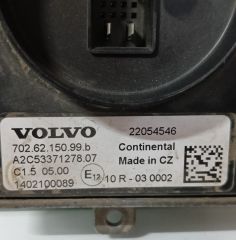 VOLVO 22054546
702.62.150.99.b Continental
A2C53371278.07 Made in CZ
C1.5 05.00
1402100089 E12 10 R - 03 0002